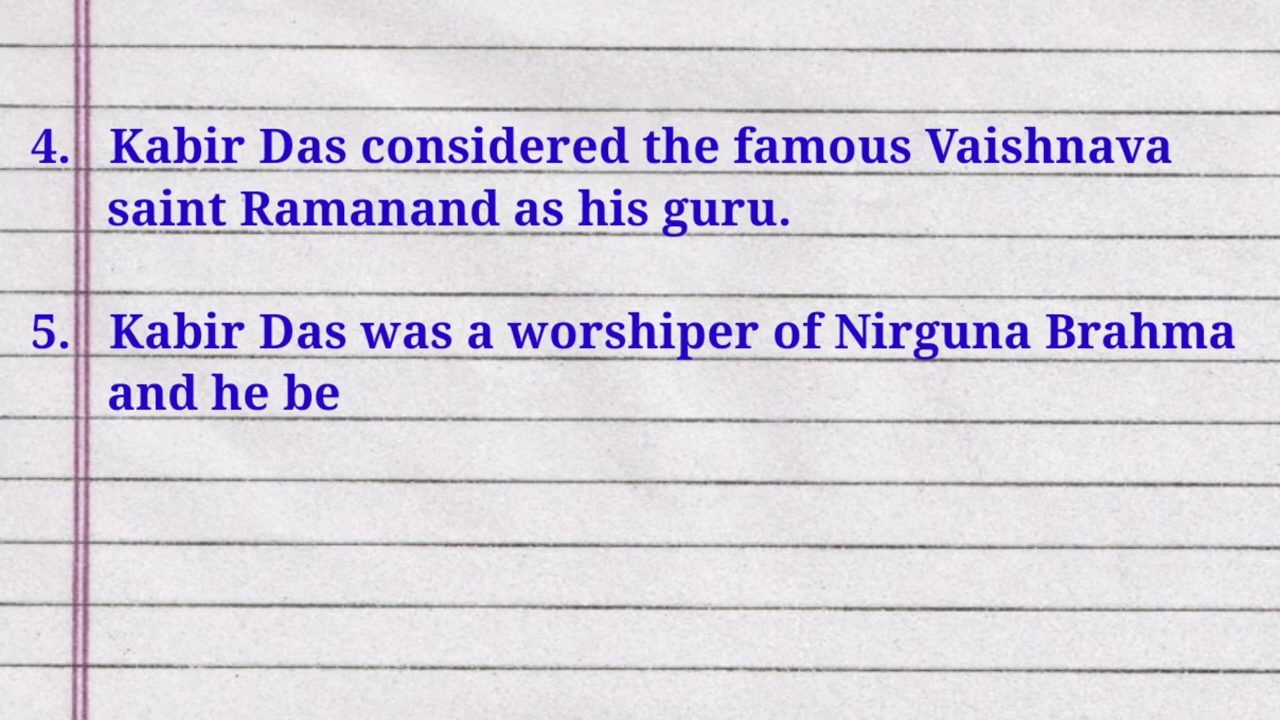 4. Kabir Das considered the famous Vaishnava
saint Ramanand as his guru.
5. Kabir Das was a worshiper of Nirguna Brahma
and he be